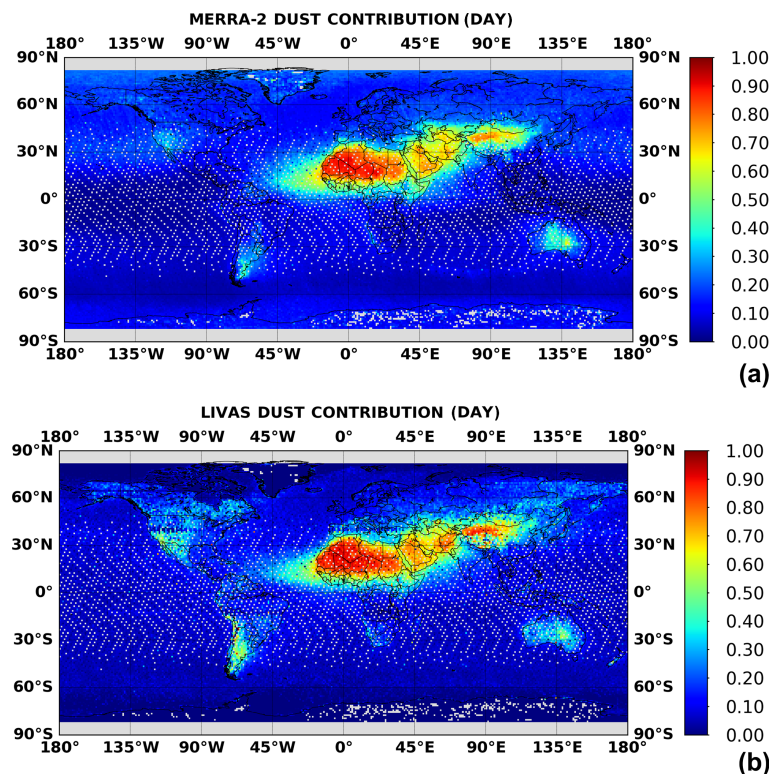 MERRA-2 DUST CONTRIBUTION (DAY)
180° 135°W 90°W 45°W 0° 45°E 90°E 135°E 180°
90°N
60°N
30°N
0°
30°S
60°S
90°S
90°N
60°N
30°N
0°
30°S
60°S
90°S
180° 135°W 90°W 45°W 0° 45°E 90°E 135°E 180°
1.00
0.90
0.80
0.70
0.60
0.50
0.40
0.30
0.20
0.10
0.00
(a)
LIVAS DUST CONTRIBUTION (DAY)
180° 135°W 90°W 45°W 0° 45°E 90°E 135°E 180°
90°N
60°N
30°N
0°
30°S
60°S
90°S
90°N
60°N
30°N
0°
30°S
60°S
90°S
180° 135°W 90°W 45°W 0° 45°E 90°E 135°E 180°
1.00
0.90
0.80
0.70
0.60
0.50
0.40
0.30
0.20
0.10
0.00
(b)